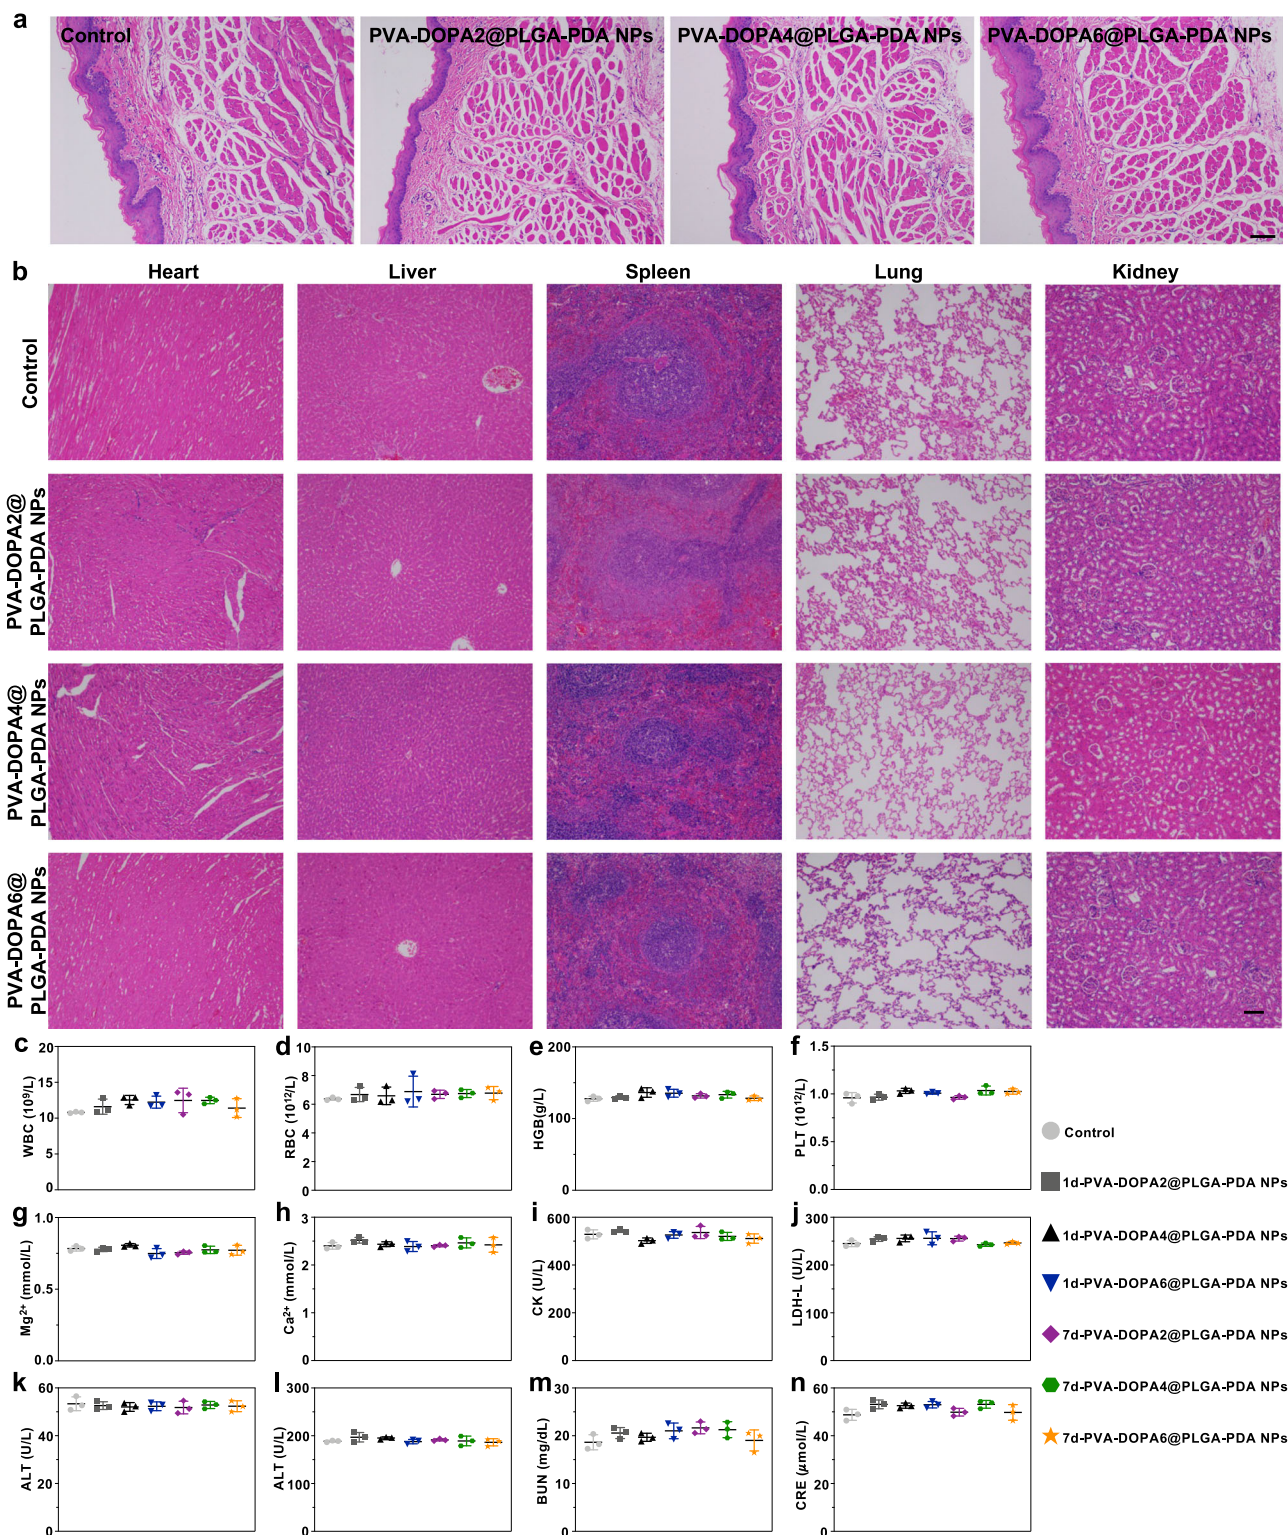 a
Control
PVA-DOPA2@PLGA-PDA NPs
PVA-DOPA4@PLGA-PDA NPs
PVA-DOPA6@PLGA-PDA NPs
b
Heart
Liver
Spleen
Lung
Kidney
Control
PVA-DOPA2@
PLGA-PDA NPs
PVA-DOPA4@
PLGA-PDA NPs
PVA-DOPA6@
PLGA-PDA NPs
c
WBC (10⁹/L)
20
15
10
5
0
d
RBC (10¹²/L)
10
8
6
4
2
0
e
HGB(g/L)
200
100
0
f
PLT (10¹²/L)
1.5
1.0
0.5
0.0
g
Mg²⁺ (mmol/L)
1.0
0.5
0.0
h
Ca²⁺ (mmol/L)
3
2
1
0
i
CK (U/L)
600
400
200
0
j
LDH-L (U/L)
300
200
100
0
k
ALT (U/L)
60
40
20
0
l
ALT (U/L)
300
200
100
0
m
BUN (mg/dL)
30
20
10
0
n
CRE (μmol/L)
60
40
20
0
Control
1d-PVA-DOPA2@PLGA-PDA NPs
1d-PVA-DOPA4@PLGA-PDA NPs
1d-PVA-DOPA6@PLGA-PDA NPs
7d-PVA-DOPA2@PLGA-PDA NPs
7d-PVA-DOPA4@PLGA-PDA NPs
7d-PVA-DOPA6@PLGA-PDA NPs